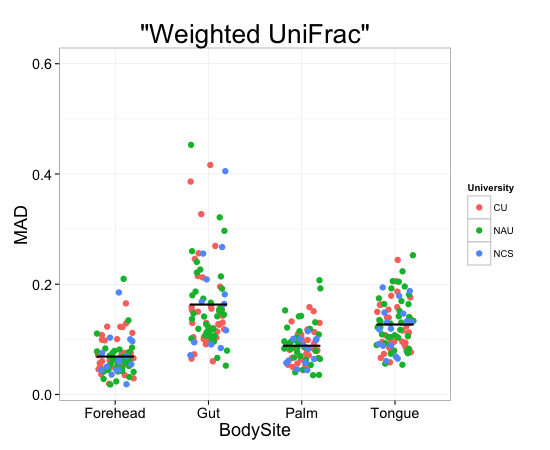 "Weighted UniFrac"
0.6
0.4
0.2
0.0
MAD
Forehead Gut Palm Tongue
BodySite
University
CU
NAU
NCS